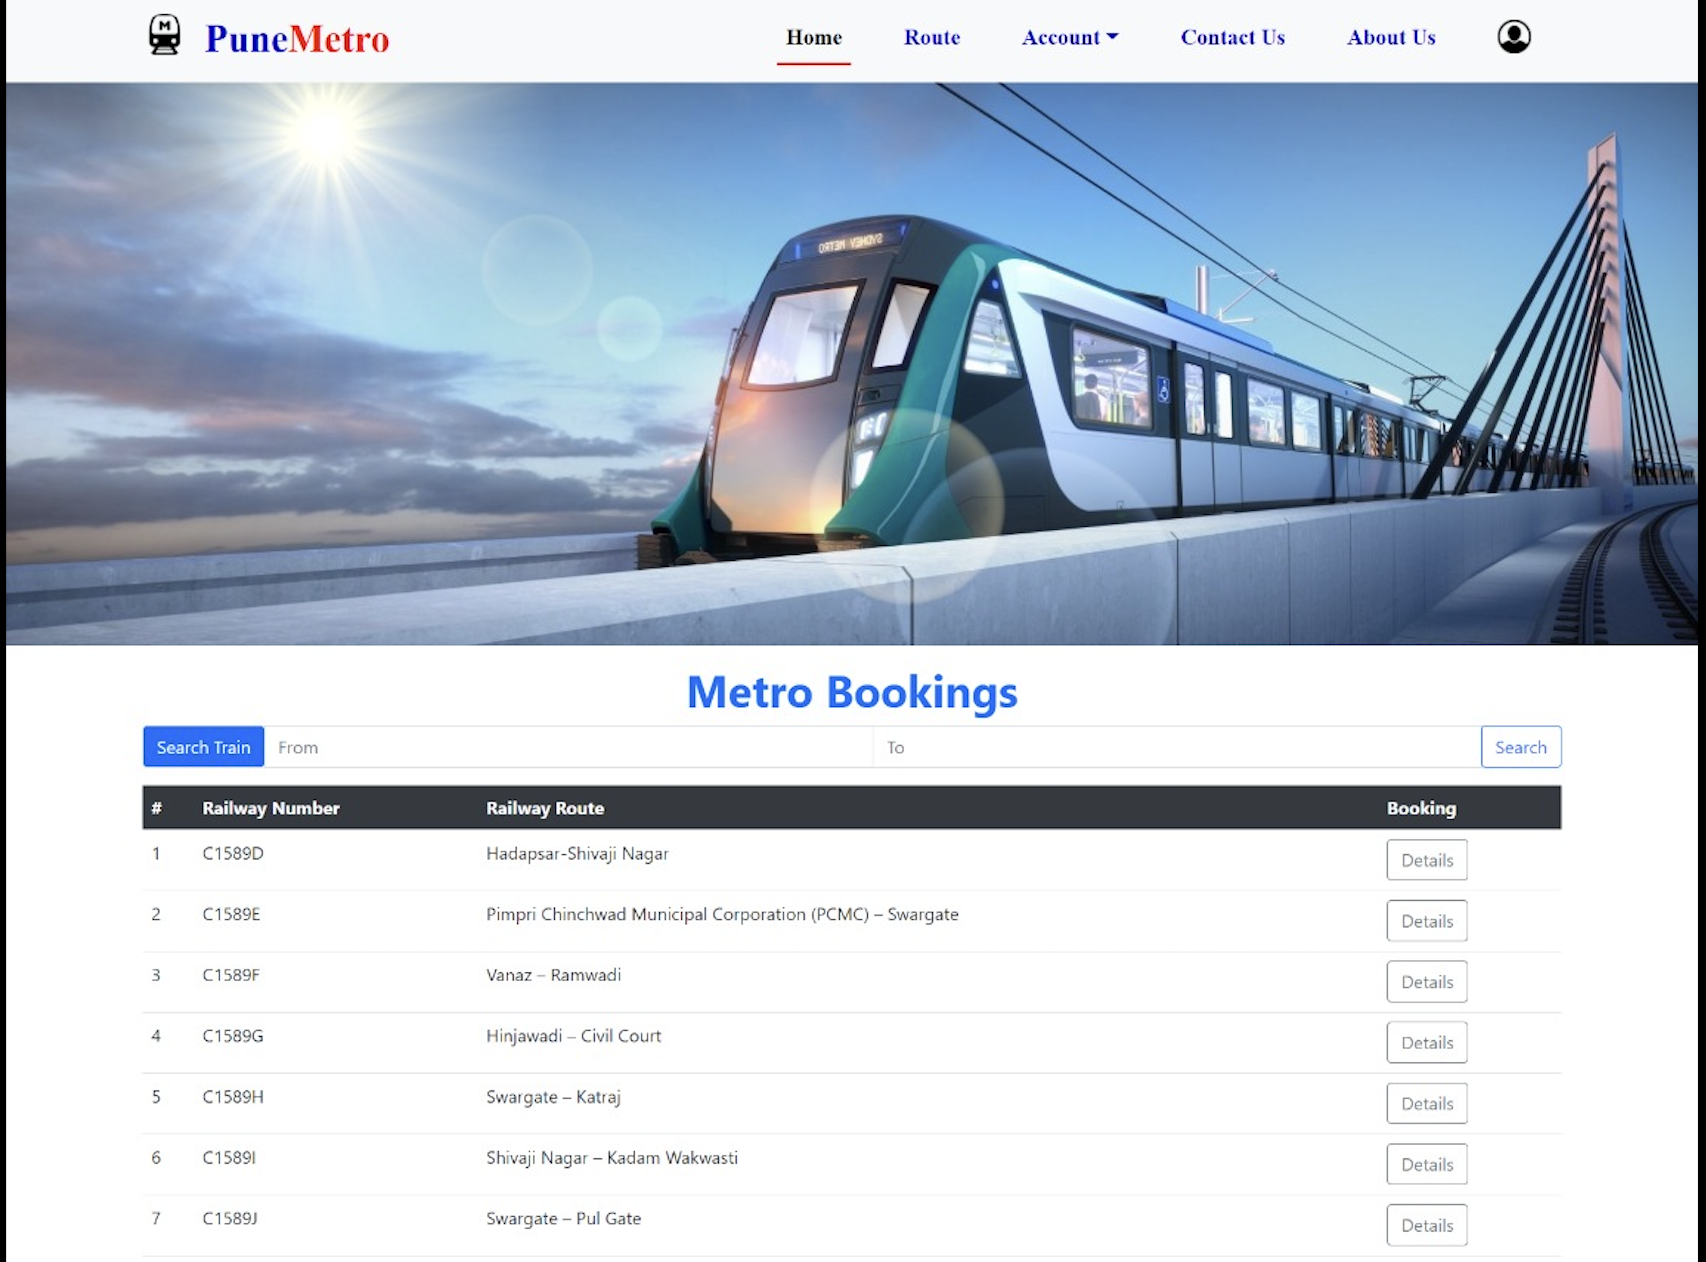 M
PuneMetro
Home Route Account Contact Us About Us
SYDNEY METRO
Metro Bookings
Search Train From To Search
# Railway Number Railway Route Booking
1 C1589D Hadapsar-Shivaji Nagar Details
2 C1589E Pimpri Chinchwad Municipal Corporation (PCMC) – Swargate Details
3 C1589F Vanaz – Ramwadi Details
4 C1589G Hinjawadi – Civil Court Details
5 C1589H Swargate – Katraj Details
6 C1589I Shivaji Nagar – Kadam Wakwasti Details
7 C1589J Swargate – Pul Gate Details